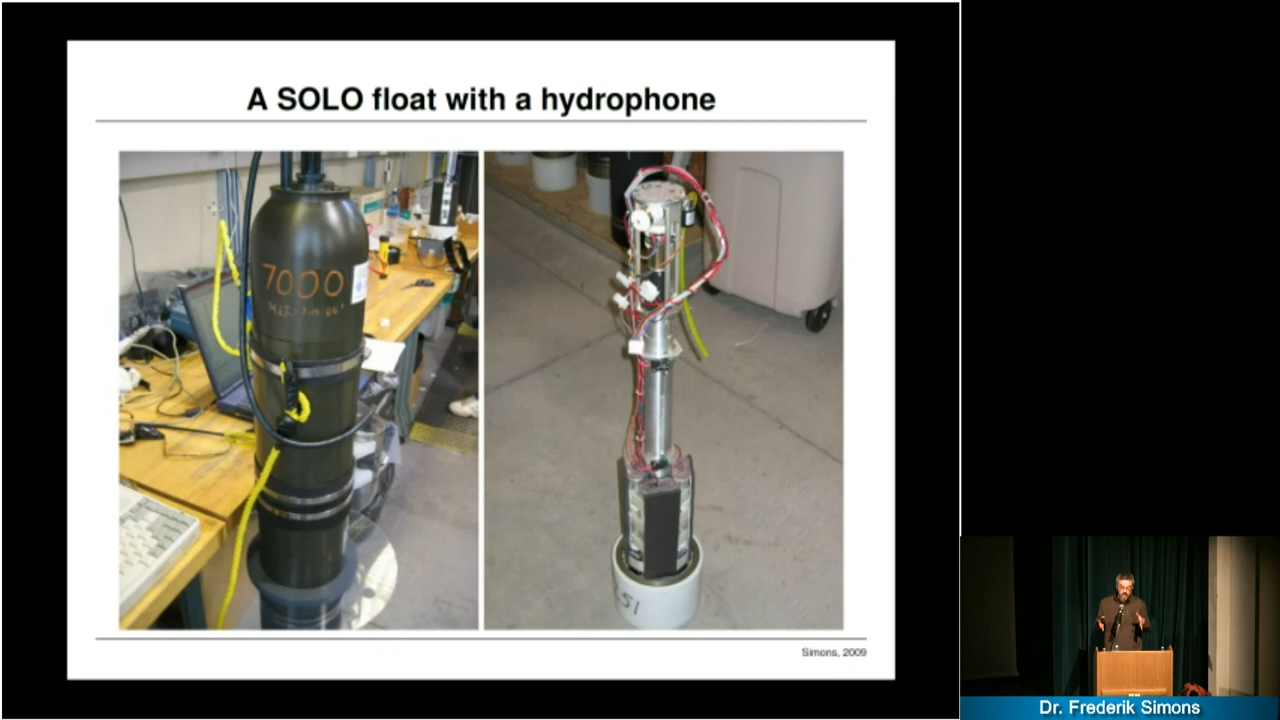 A SOLO float with a hydrophone
7000
Simons, 2009
Dr. Frederik Simons